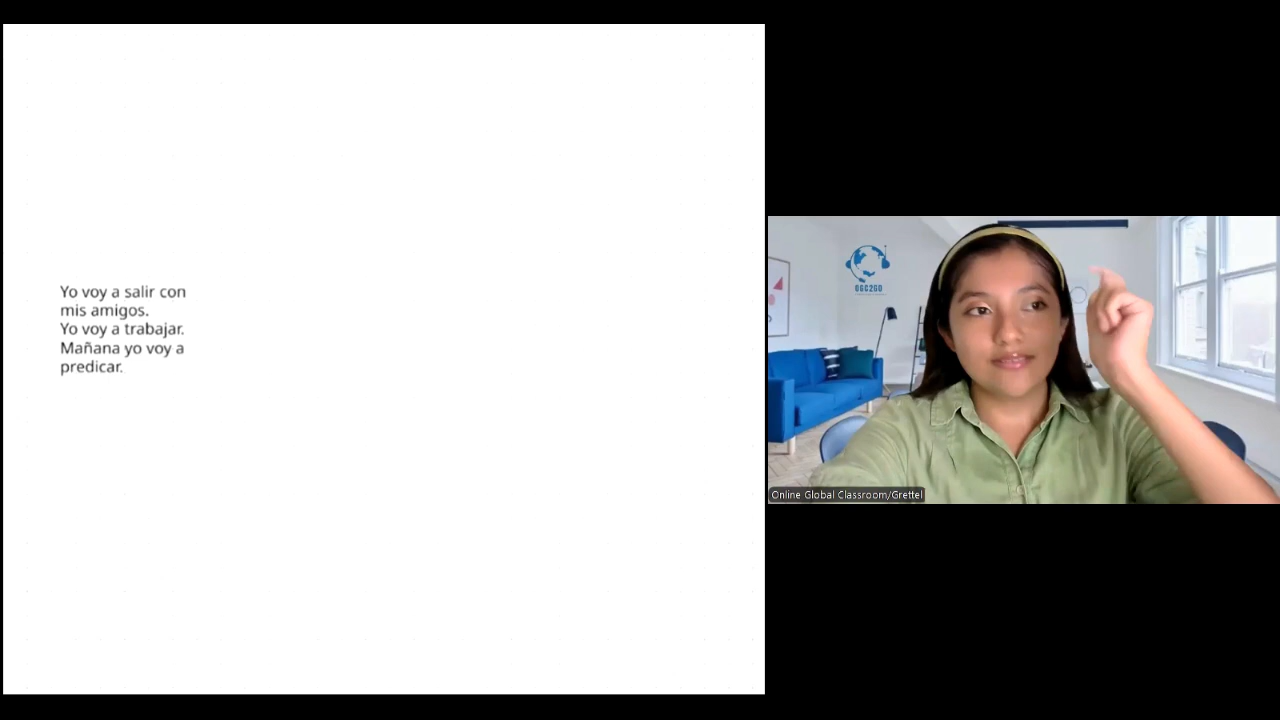 Yo voy a salir con
mis amigos.
Yo voy a trabajar.
Mañana yo voy a
predicar.
OGC2GO
Online Global Classroom/Grettel